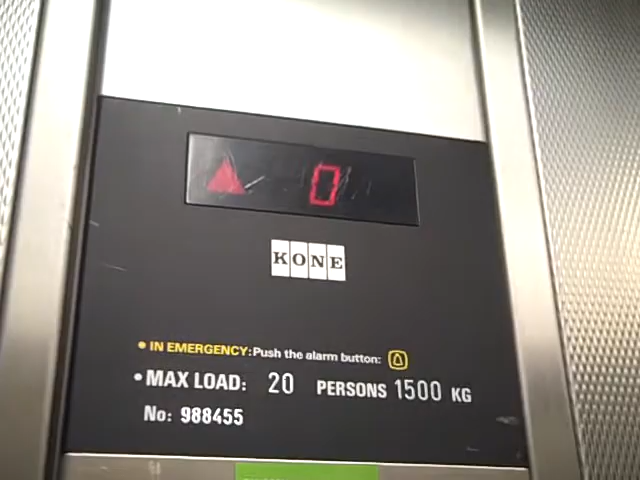 0
KONE
• IN EMERGENCY: Push the alarm button:
• MAX LOAD: 20 PERSONS 1500 KG
No: 988455